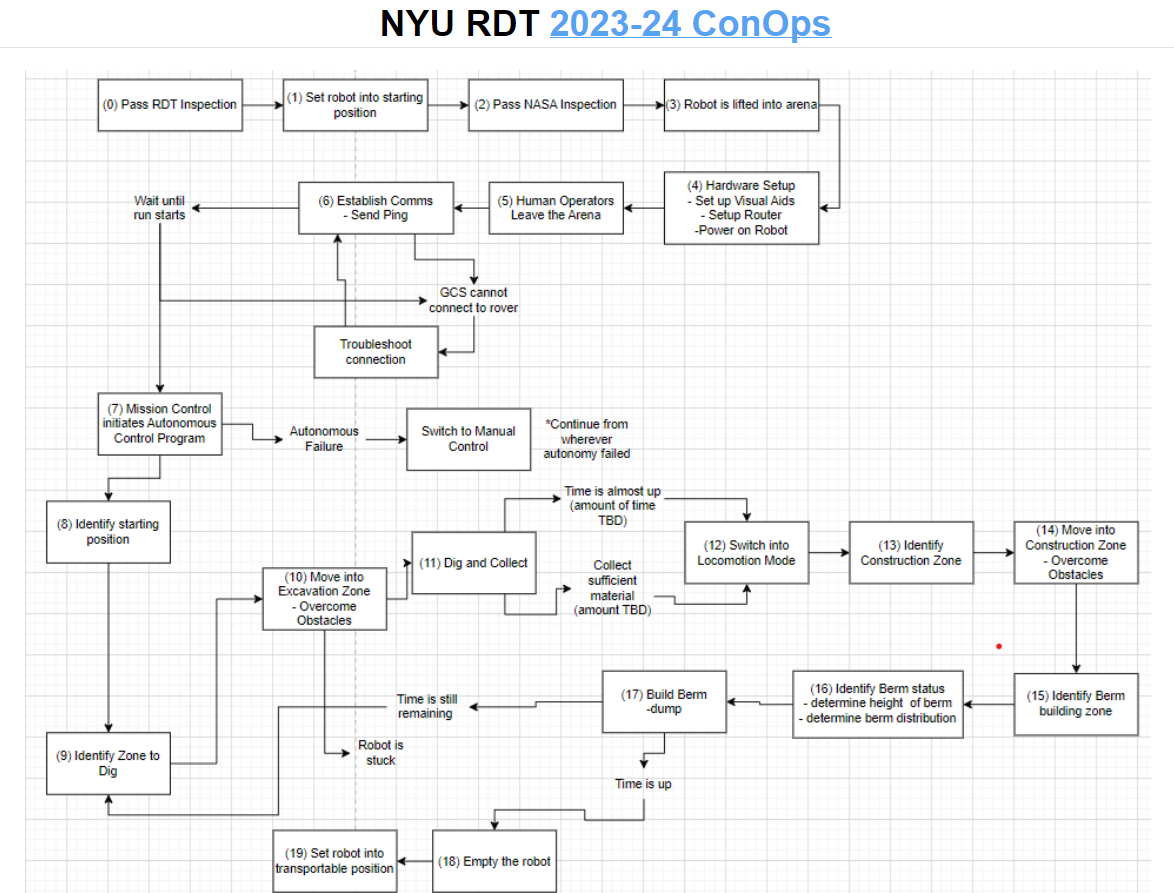 NYU RDT 2023-24 ConOps
(0) Pass RDT Inspection
(1) Set robot into starting
position
(2) Pass NASA Inspection
(3) Robot is lifted into arena
(4) Hardware Setup
- Set up Visual Aids
- Setup Router
-Power on Robot
(5) Human Operators
Leave the Arena
(6) Establish Comms
- Send Ping
Wait until
run starts
GCS cannot
connect to rover
Troubleshoot
connection
(7) Mission Control
initiates Autonomous
Control Program
Autonomous
Failure
Switch to Manual
Control
*Continue from
wherever
autonomy failed
(8) Identify starting
position
(9) Identify Zone to
Dig
(10) Move into
Excavation Zone
- Overcome
Obstacles
Robot is
stuck
(11) Dig and Collect
Time is almost up
(amount of time
TBD)
Collect
sufficient
material
(amount TBD)
(12) Switch into
Locomotion Mode
(13) Identify
Construction Zone
(14) Move into
Construction Zone
- Overcome
Obstacles
(15) Identify Berm
building zone
(16) Identify Berm status
- determine height of berm
- determine berm distribution
(17) Build Berm
-dump
Time is still
remaining
Time is up
(18) Empty the robot
(19) Set robot into
transportable position